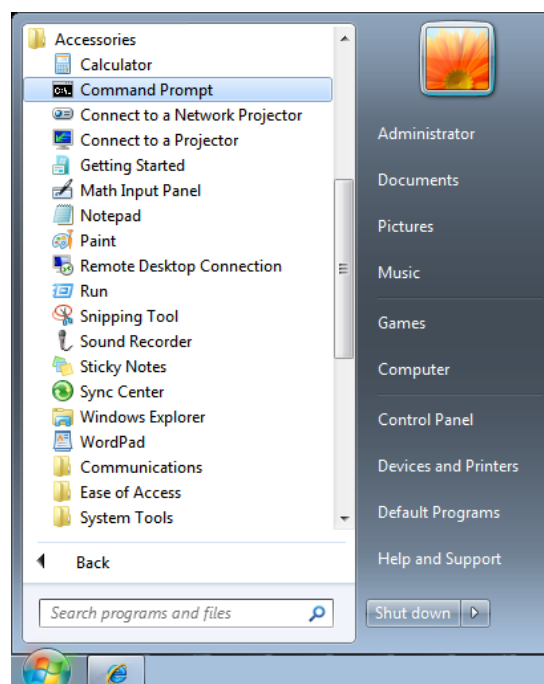 Accessories
Calculator
Command Prompt
Connect to a Network Projector
Connect to a Projector
Getting Started
Math Input Panel
Notepad
Paint
Remote Desktop Connection
Run
Snipping Tool
Sound Recorder
Sticky Notes
Sync Center
Windows Explorer
WordPad
Communications
Ease of Access
System Tools
Back
Search programs and files
Administrator
Documents
Pictures
Music
Games
Computer
Control Panel
Devices and Printers
Default Programs
Help and Support
Shut down